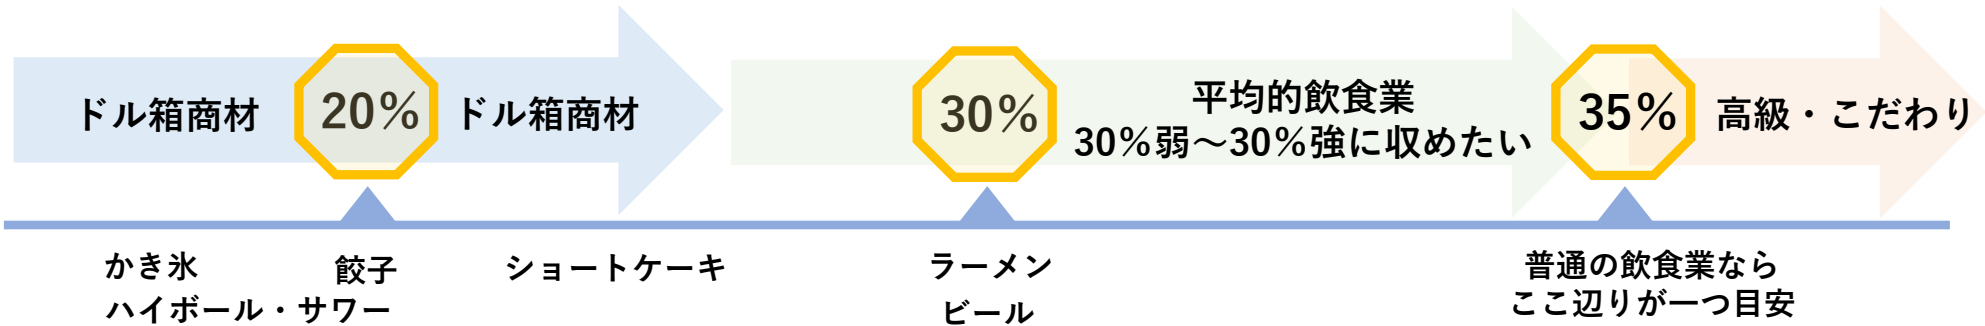 ドル箱商材
20%
ドル箱商材
30%
平均的飲食業
30%弱～30%強に収めたい
35%
高級・こだわり
かき氷
餃子
ショートケーキ
ハイボール・サワー
ラーメン
ビール
普通の飲食業なら
ここ辺りが一つ目安